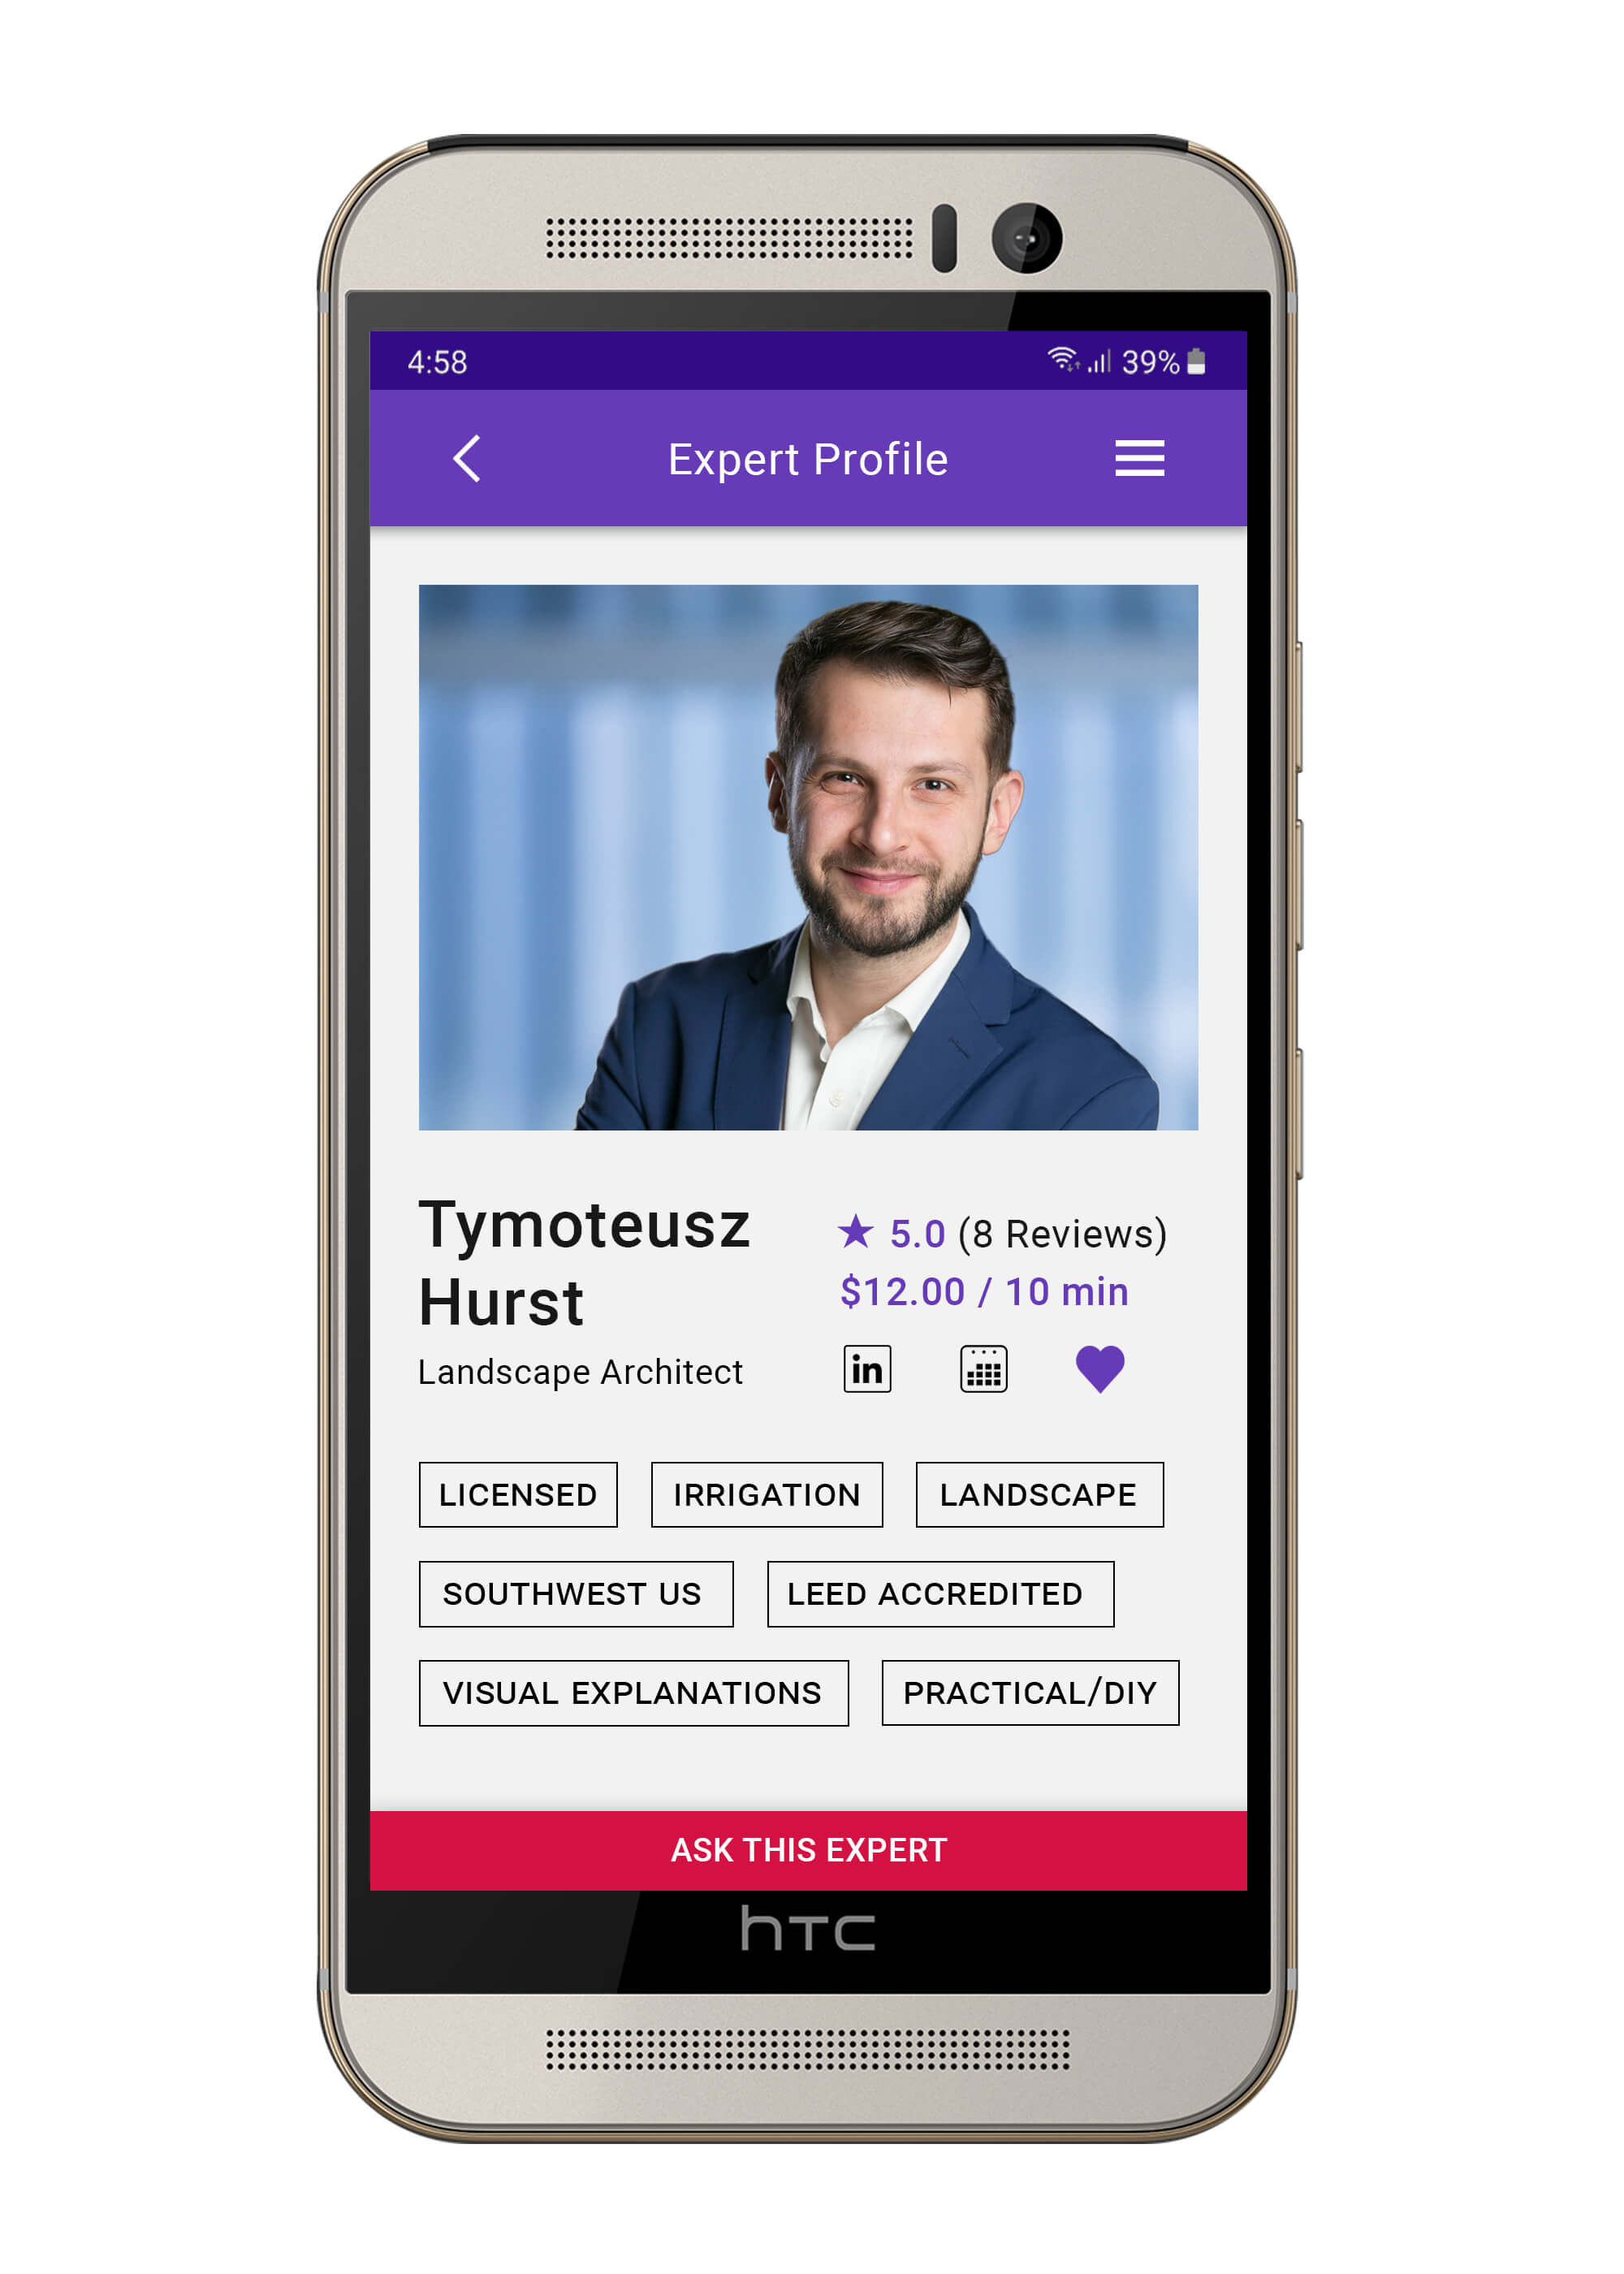 4:58 39%
Expert Profile
Tymoteusz
Hurst
Landscape Architect
★ 5.0 (8 Reviews)
$12.00 / 10 min
in
LICENSED IRRIGATION LANDSCAPE
SOUTHWEST US LEED ACCREDITED
VISUAL EXPLANATIONS PRACTICAL/DIY
ASK THIS EXPERT
hTC